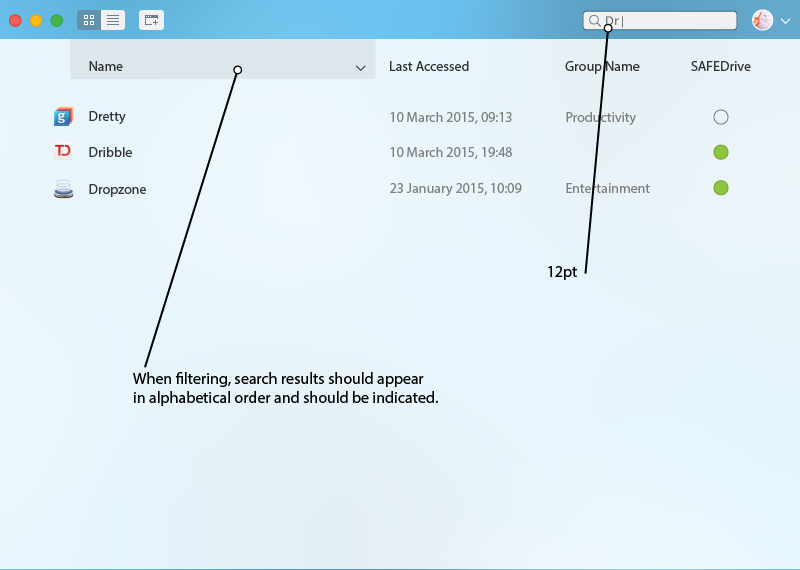 Dr
Name Last Accessed Group Name SAFEDrive
g Dretty 10 March 2015, 09:13 Productivity
TD Dribble 10 March 2015, 19:48
Dropzone 23 January 2015, 10:09 Entertainment
12pt
When filtering, search results should appear
in alphabetical order and should be indicated.